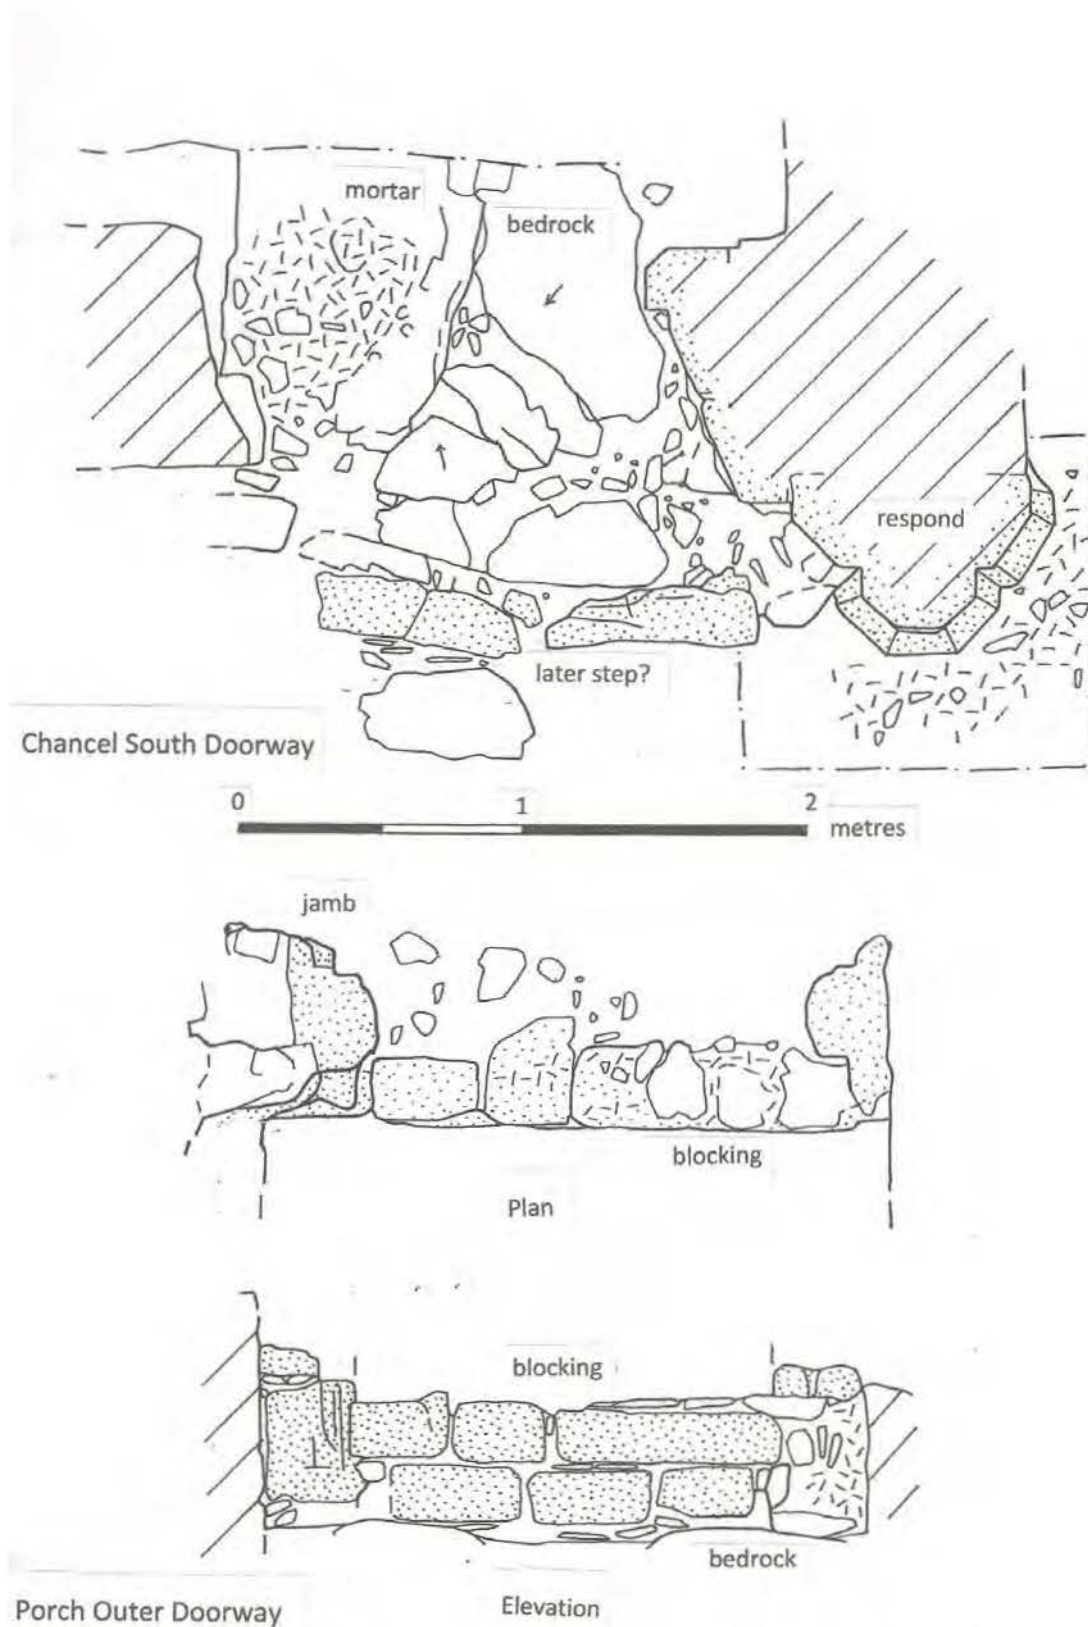 mortar
bedrock
respond
later step?
Chancel South Doorway
0 1 2
metres
jamb
blocking
Plan
blocking
bedrock
Elevation
Porch Outer Doorway